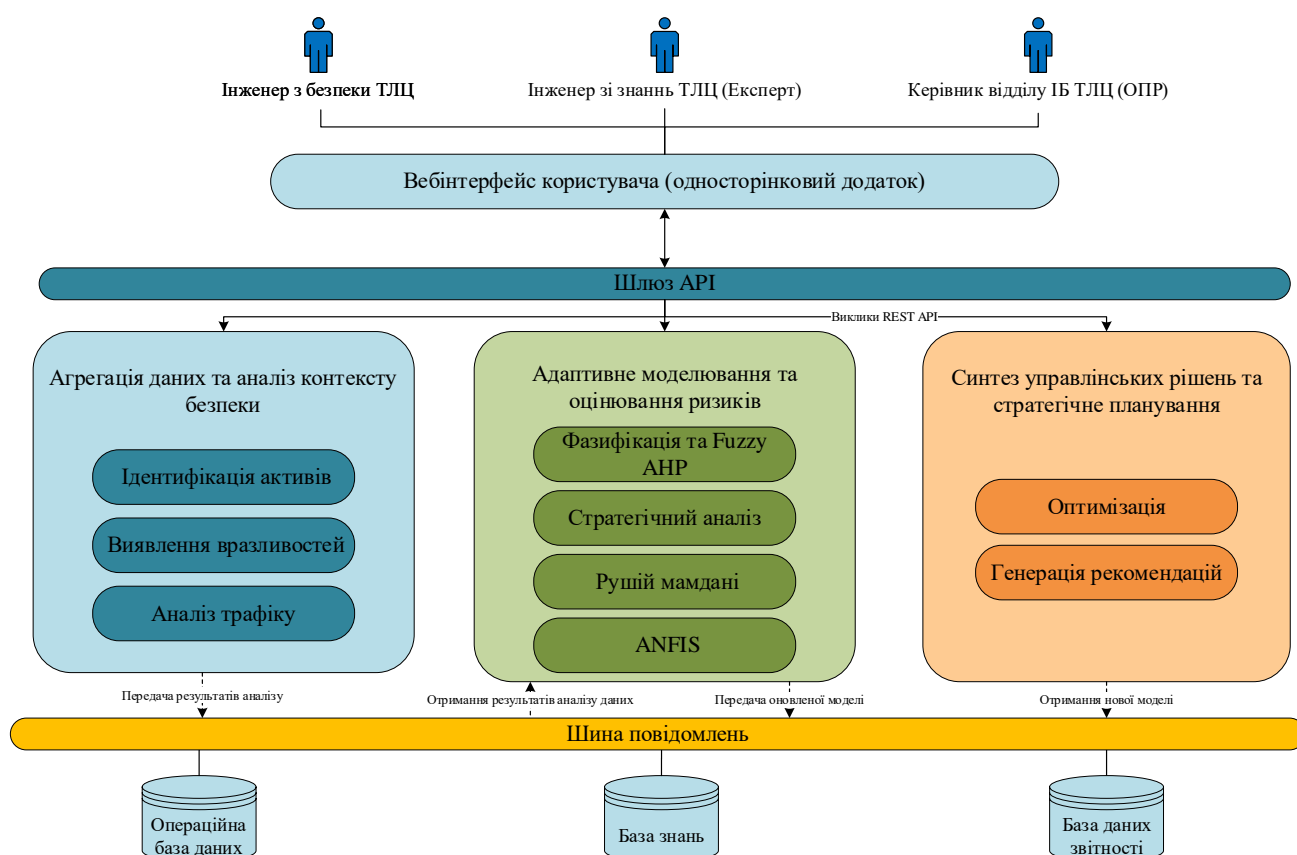 Інженер з безпеки ТЛЦ
Інженер зі знань ТЛЦ (Експерт)
Керівник відділу ІБ ТЛЦ (ОПР)
Вебінтерфейс користувача (односторінковий додаток)
Шлюз API
Виклики REST API
Агрегація даних та аналіз контексту
безпеки
Ідентифікація активів
Виявлення вразливостей
Аналіз трафіку
Адаптивне моделювання та
оцінювання ризиків
Фазифікація та Fuzzy
AHP
Стратегічний аналіз
Рушій мамдані
ANFIS
Синтез управлінських рішень та
стратегічне планування
Оптимізація
Генерація рекомендацій
Передача результатів аналізу
Отримання результатів аналізу даних
Передача оновленої моделі
Отримання нової моделі
Шина повідомлень
Операційна
база даних
База знань
База даних
звітності